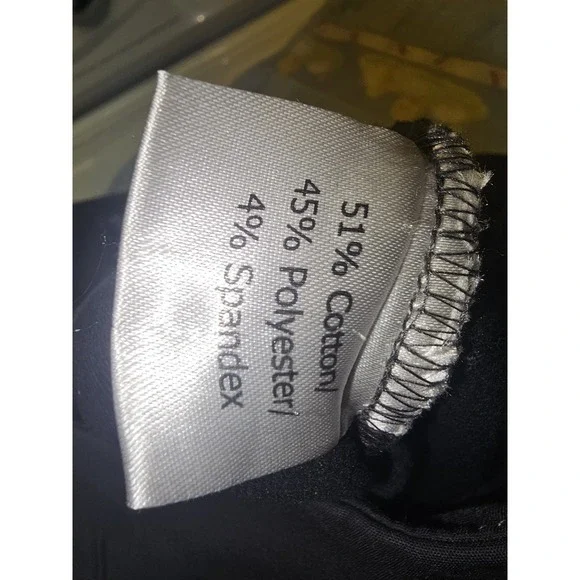 51% Cotton/
45% Polyester/
4% Spandex